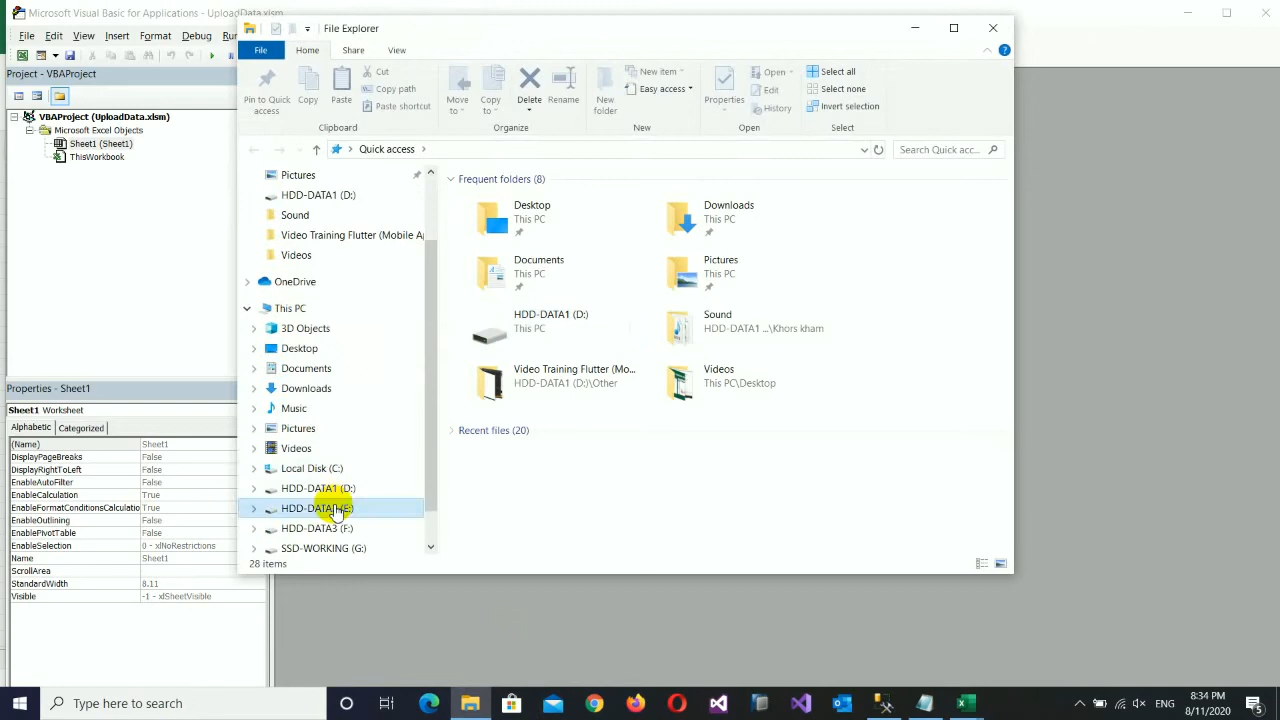 Microsoft Visual Basic for Applications - UploadData.xlsm
File Edit View Insert Format Debug Ru
Project - VBAProject
VBAProject (UploadData.xlsm)
Microsoft Excel Objects
Sheet1 (Sheet1)
ThisWorkbook
Properties - Sheet1
Sheet1 Worksheet
Alphabetic Categorized
(Name) Sheet1
DisplayPageBreaks False
DisplayRightToLeft False
EnableAutoFilter False
EnableCalculation True
EnableFormatConditionsCalculatio True
EnableOutlining False
EnablePivotTable False
EnableSelection 0 - xlNoRestrictions
Name Sheet1
ScrollArea
StandardWidth 8.11
Visible -1 - xlSheetVisible
File Explorer
File Home Share View
Pin to Quick access
Copy
Paste
Cut
Copy path
Paste shortcut
Clipboard
Move to
Copy to
Delete
Rename
Organize
New folder
New item
Easy access
New
Properties
Open
Edit
History
Open
Select all
Select none
Invert selection
Select
Quick access
Search Quick acc...
Pictures
HDD-DATA1 (D:)
Sound
Video Training Flutter (Mobile Ap
Videos
OneDrive
This PC
3D Objects
Desktop
Documents
Downloads
Music
Pictures
Videos
Local Disk (C:)
HDD-DATA1 (D:)
(E:)
HDD-DATA3 (F:)
SSD-WORKING (G:)
28 items
Frequent folders (8)
Desktop
This PC
Downloads
This PC
Documents
This PC
Pictures
This PC
HDD-DATA1 (D:)
This PC
Sound
HDD-DATA1 ...\Khors kham
Video Training Flutter (Mo...
HDD-DATA1 (D:)\Other
Videos
This PC\Desktop
Recent files (20)
Type here to search
ENG
8:34 PM
8/11/2020
5